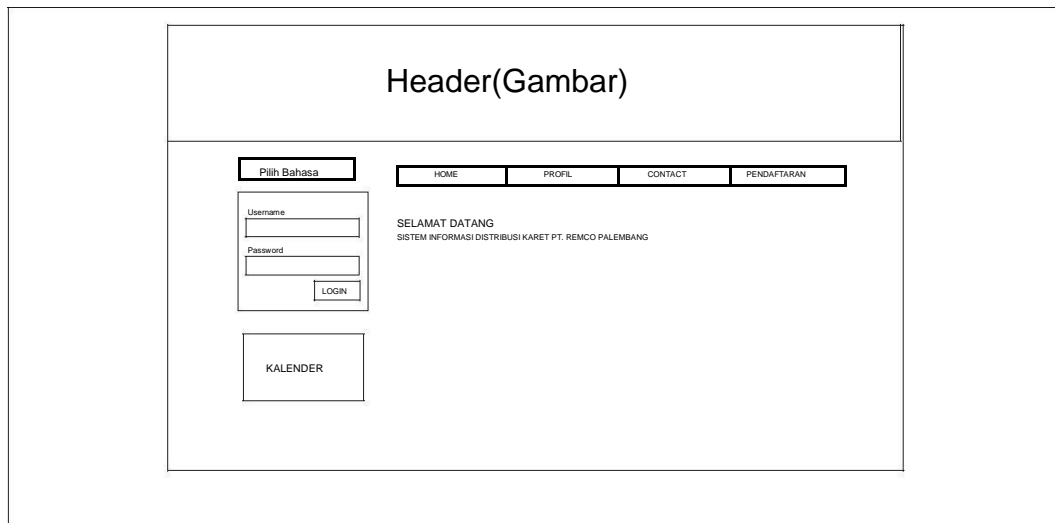 Header(Gambar)
Pilih Bahasa
HOME PROFIL CONTACT PENDAFTARAN
Username
Password
LOGIN
KALENDER
SELAMAT DATANG
SISTEM INFORMASI DISTRIBUSI KARET PT. REMCO PALEMBANG